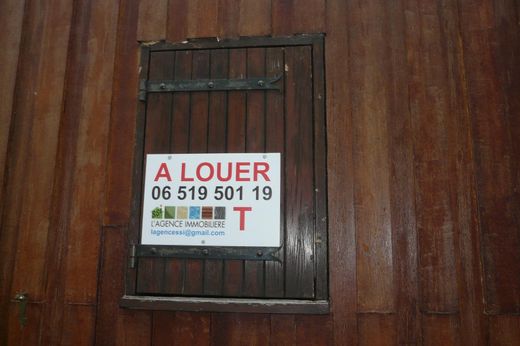 A LOUER
06 519 501 19
L'AGENCE IMMOBILIERE
T
lagencessi@gmail.com